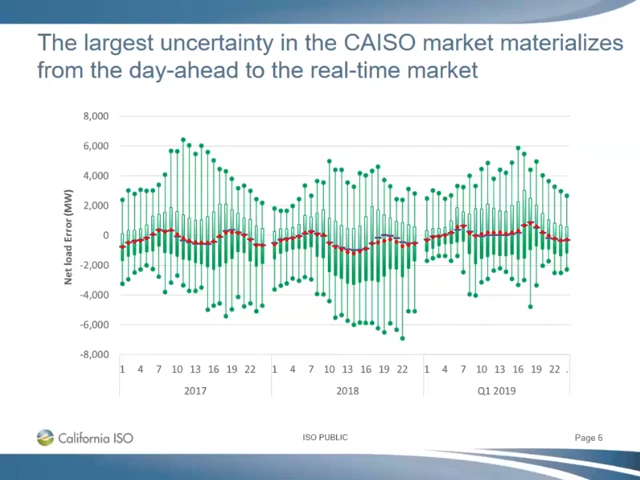 The largest uncertainty in the CAISO market materializes
from the day-ahead to the real-time market
Net load Error (MW)
8,000
6,000
4,000
2,000
0
-2,000
-4,000
-6,000
-8,000
1 4 7 10 13 16 19 22 1 4 7 10 13 16 19 22 1 4 7 10 13 16 19 22 .
2017 2018 Q1 2019
California ISO
ISO PUBLIC
Page 6